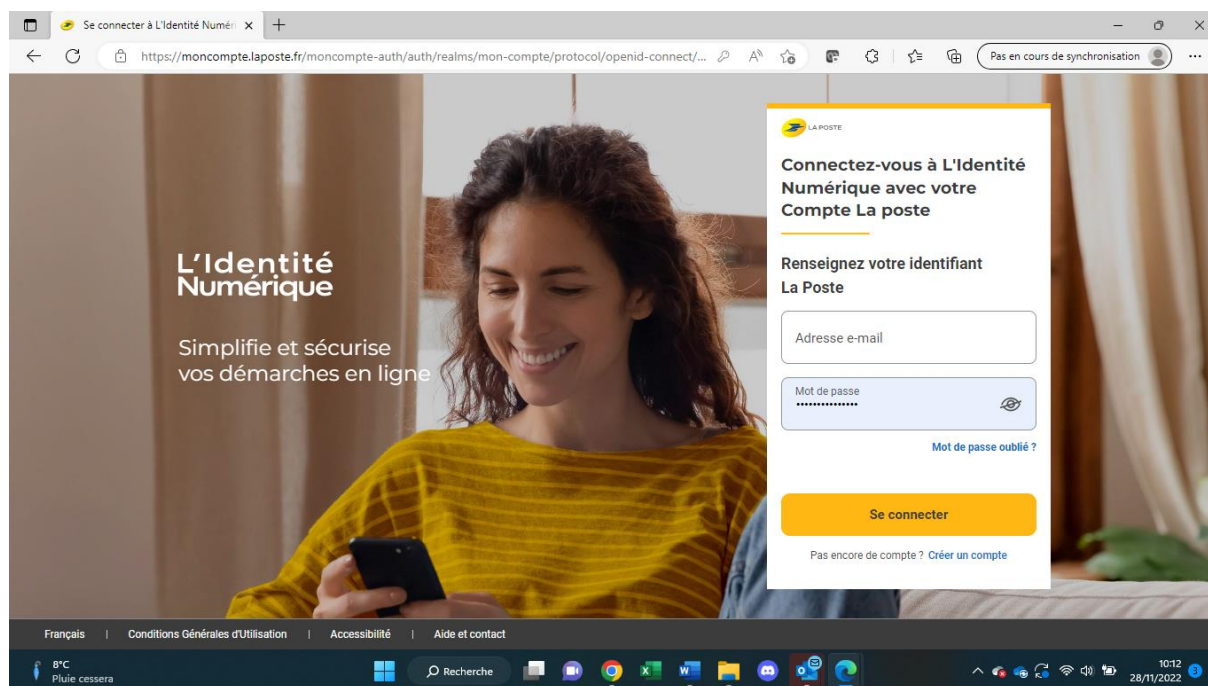 Se connecter à L'Identité Numéri
https://moncompte.laposte.fr/moncompte-auth/auth/realms/mon-compte/protocol/openid-connect/...
Pas en cours de synchronisation
LA POSTE
Connectez-vous à L'Identité
Numérique avec votre
Compte La poste
L'Identité
Numérique
Simplifie et sécurise
vos démarches en ligne
Renseignez votre identifiant
La Poste
Adresse e-mail
Mot de passe
••••••••••••••
Mot de passe oublié ?
Se connecter
Pas encore de compte ? Créer un compte
Français | Conditions Générales d'Utilisation | Accessibilité | Aide et contact
8°C
Pluie cessera
Recherche
10:12
28/11/2022
3